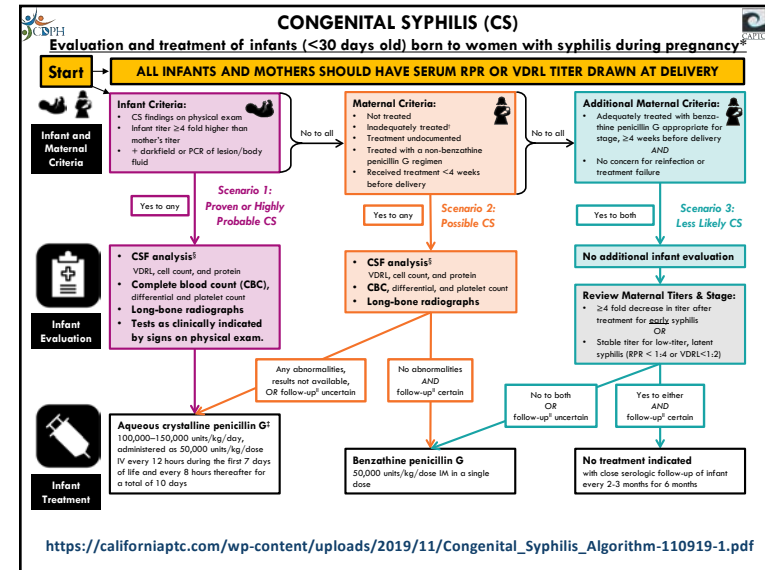 CDPH
CAPTC
CONGENITAL SYPHILIS (CS)
Evaluation and treatment of infants (<30 days old) born to women with syphilis during pregnancy*
Start
ALL INFANTS AND MOTHERS SHOULD HAVE SERUM RPR OR VDRL TITER DRAWN AT DELIVERY
Infant and
Maternal
Criteria
Infant Criteria:
• CS findings on physical exam
• Infant titer ≥4 fold higher than
mother's titer
• + darkfield or PCR of lesion/body
fluid
No to all
Maternal Criteria:
• Not treated
• Inadequately treated†
• Treatment undocumented
• Treated with a non-benzathine
penicillin G regimen
• Received treatment <4 weeks
before delivery
No to all
Additional Maternal Criteria:
• Adequately treated with benza-
thine penicillin G appropriate for
stage, ≥4 weeks before delivery
AND
• No concern for reinfection or
treatment failure
Yes to any
Scenario 1:
Proven or Highly
Probable CS
Yes to any
Scenario 2:
Possible CS
Yes to both
Scenario 3:
Less Likely CS
Infant
Evaluation
• CSF analysis§
VDRL, cell count, and protein
• Complete blood count (CBC),
differential and platelet count
• Long-bone radiographs
• Tests as clinically indicated
by signs on physical exam.
• CSF analysis§
VDRL, cell count, and protein
• CBC, differential, and platelet count
• Long-bone radiographs
No additional infant evaluation
Review Maternal Titers & Stage:
• ≥4 fold decrease in titer after
treatment for early syphilis
OR
• Stable titer for low-titer, latent
syphilis (RPR < 1:4 or VDRL<1:2)
Any abnormalities,
results not available,
OR follow-up‖ uncertain
No abnormalities
AND
follow-up‖ certain
No to both
OR
follow-up‖ uncertain
Yes to either
AND
follow-up‖ certain
Infant
Treatment
Aqueous crystalline penicillin G‡
100,000–150,000 units/kg/day,
administered as 50,000 units/kg/dose
IV every 12 hours during the first 7 days
of life and every 8 hours thereafter for
a total of 10 days
Benzathine penicillin G
50,000 units/kg/dose IM in a single
dose
No treatment indicated
with close serologic follow-up of infant
every 2-3 months for 6 months
https://californiaptc.com/wp-content/uploads/2019/11/Congenital_Syphilis_Algorithm-110919-1.pdf